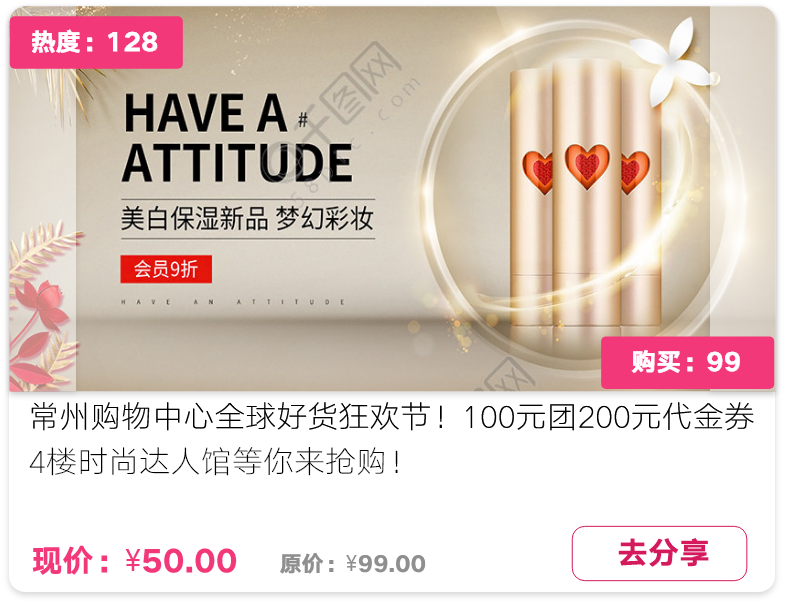 热度：128
HAVE A #
ATTITUDE
美白保湿新品 梦幻彩妆
会员9折
HAVE AN ATTITUDE
购买：99
常州购物中心全球好货狂欢节！100元团200元代金券
4楼时尚达人馆等你来抢购！
现价：¥50.00 原价：¥99.00
去分享